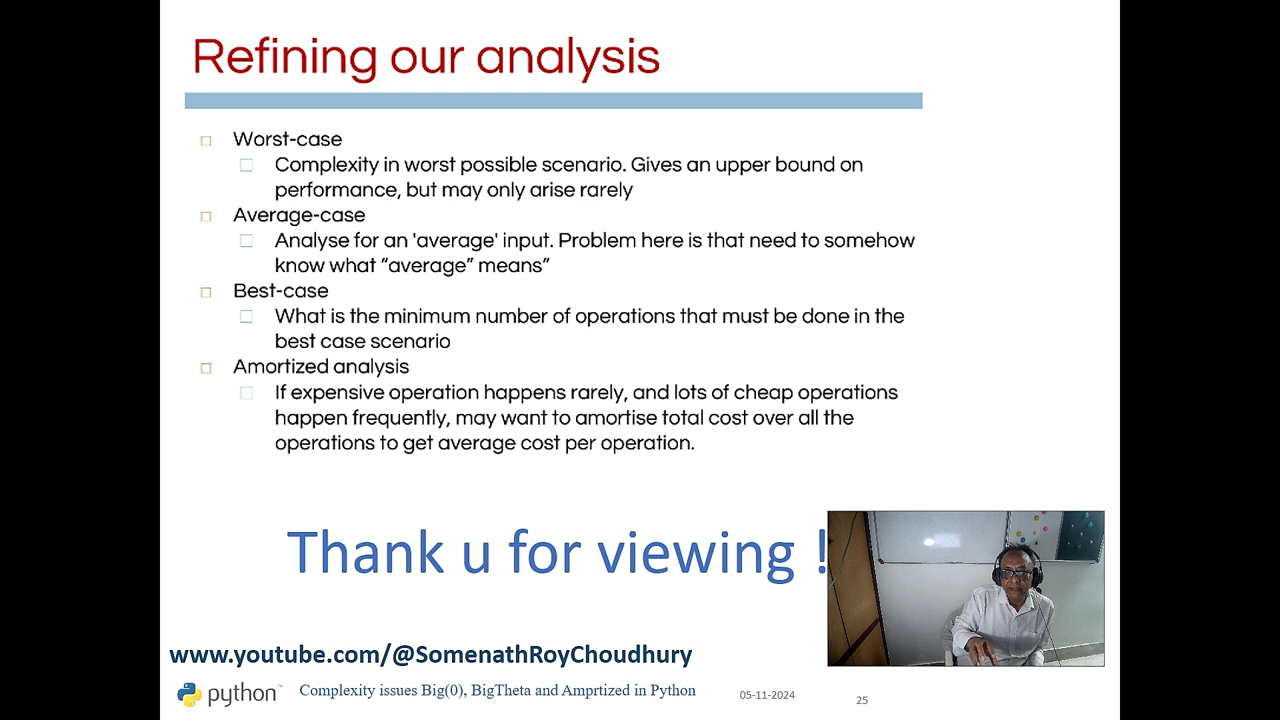 Refining our analysis
Worst-case
Complexity in worst possible scenario. Gives an upper bound on
performance, but may only arise rarely
Average-case
Analyse for an 'average' input. Problem here is that need to somehow
know what “average” means”
Best-case
What is the minimum number of operations that must be done in the
best case scenario
Amortized analysis
If expensive operation happens rarely, and lots of cheap operations
happen frequently, may want to amortise total cost over all the
operations to get average cost per operation.
Thank u for viewing !
www.youtube.com/@SomenathRoyChoudhury
python™ Complexity issues Big(0), BigTheta and Amprtized in Python 05-11-2024 25